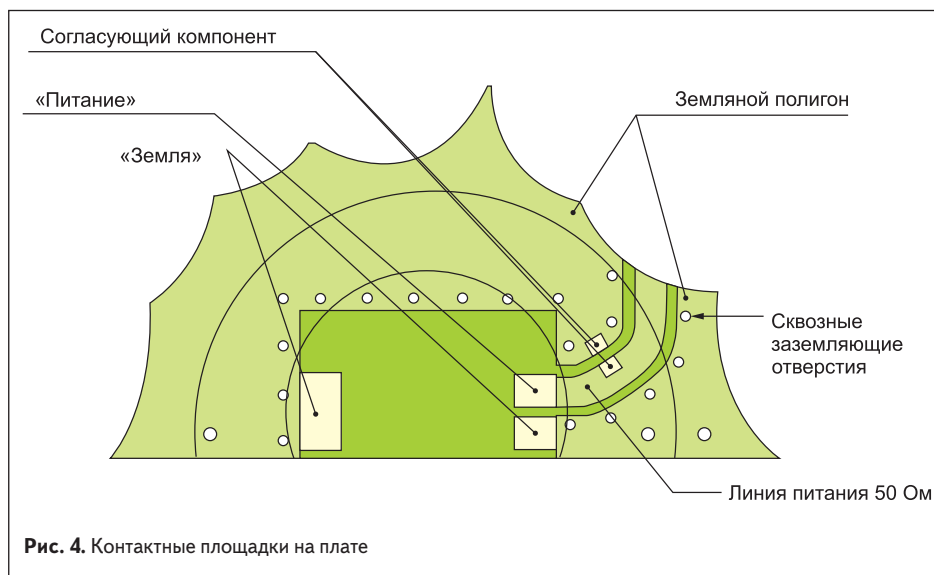 Согласующий компонент
«Питание»
Земляной полигон
«Земля»
Сквозные
заземляющие
отверстия
Линия питания 50 Ом
Рис. 4. Контактные площадки на плате